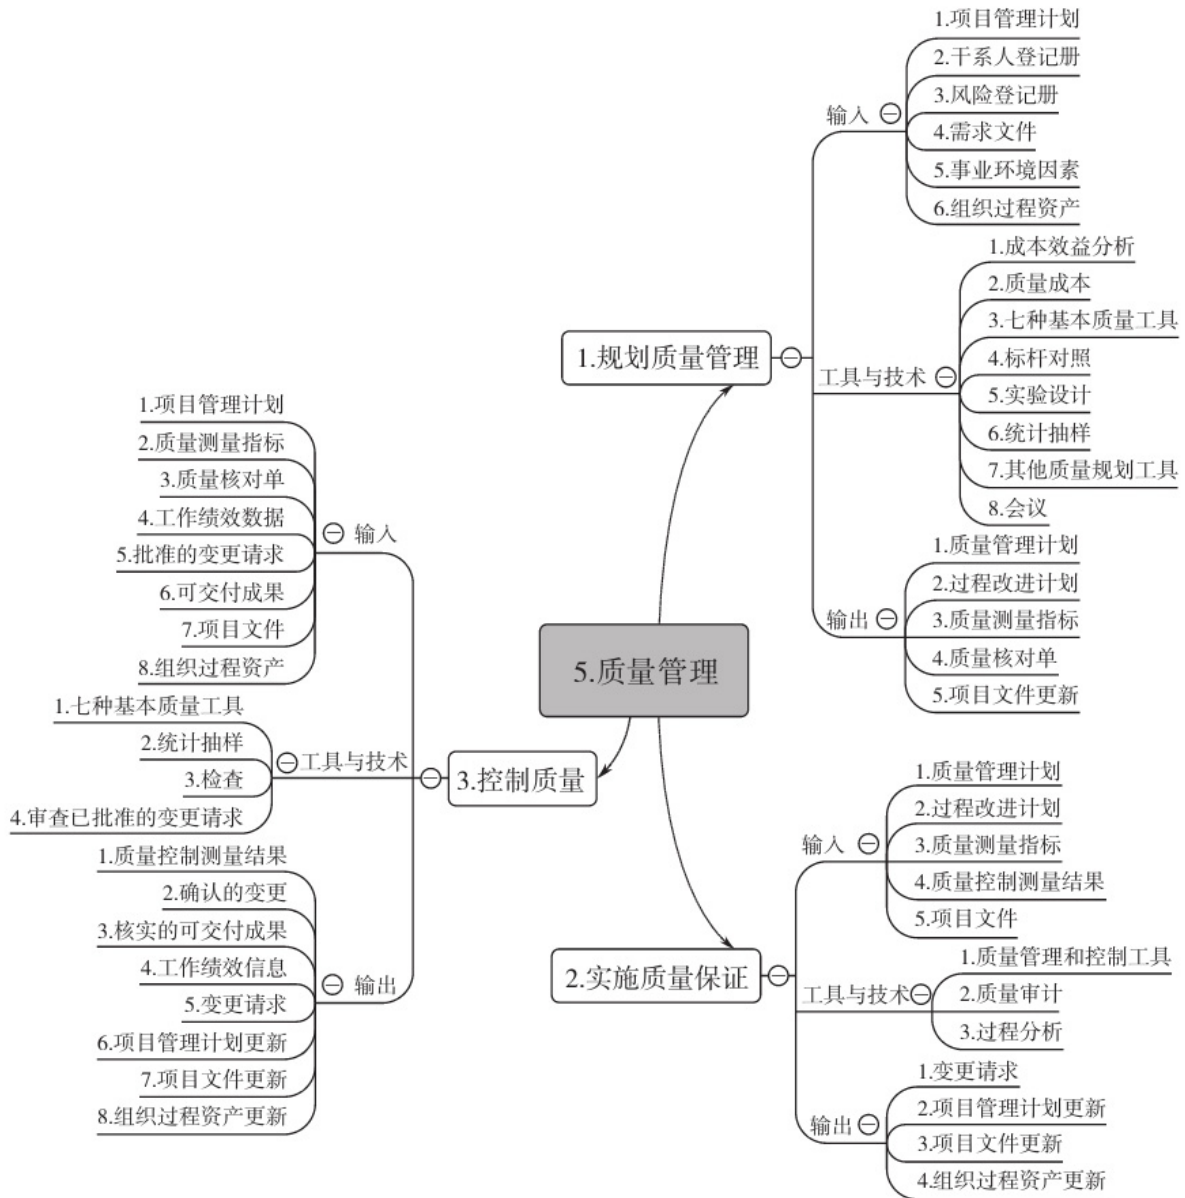 5.质量管理
1.规划质量管理
输入
1.项目管理计划
2.干系人登记册
3.风险登记册
4.需求文件
5.事业环境因素
6.组织过程资产
工具与技术
1.成本效益分析
2.质量成本
3.七种基本质量工具
4.标杆对照
5.实验设计
6.统计抽样
7.其他质量规划工具
8.会议
输出
1.质量管理计划
2.过程改进计划
3.质量测量指标
4.质量核对单
5.项目文件更新
2.实施质量保证
输入
1.质量管理计划
2.过程改进计划
3.质量测量指标
4.质量控制测量结果
5.项目文件
工具与技术
1.质量管理和控制工具
2.质量审计
3.过程分析
输出
1.变更请求
2.项目管理计划更新
3.项目文件更新
4.组织过程资产更新
3.控制质量
输入
1.项目管理计划
2.质量测量指标
3.质量核对单
4.工作绩效数据
5.批准的变更请求
6.可交付成果
7.项目文件
8.组织过程资产
工具与技术
1.七种基本质量工具
2.统计抽样
3.检查
4.审查已批准的变更请求
输出
1.质量控制测量结果
2.确认的变更
3.核实的可交付成果
4.工作绩效信息
5.变更请求
6.项目管理计划更新
7.项目文件更新
8.组织过程资产更新